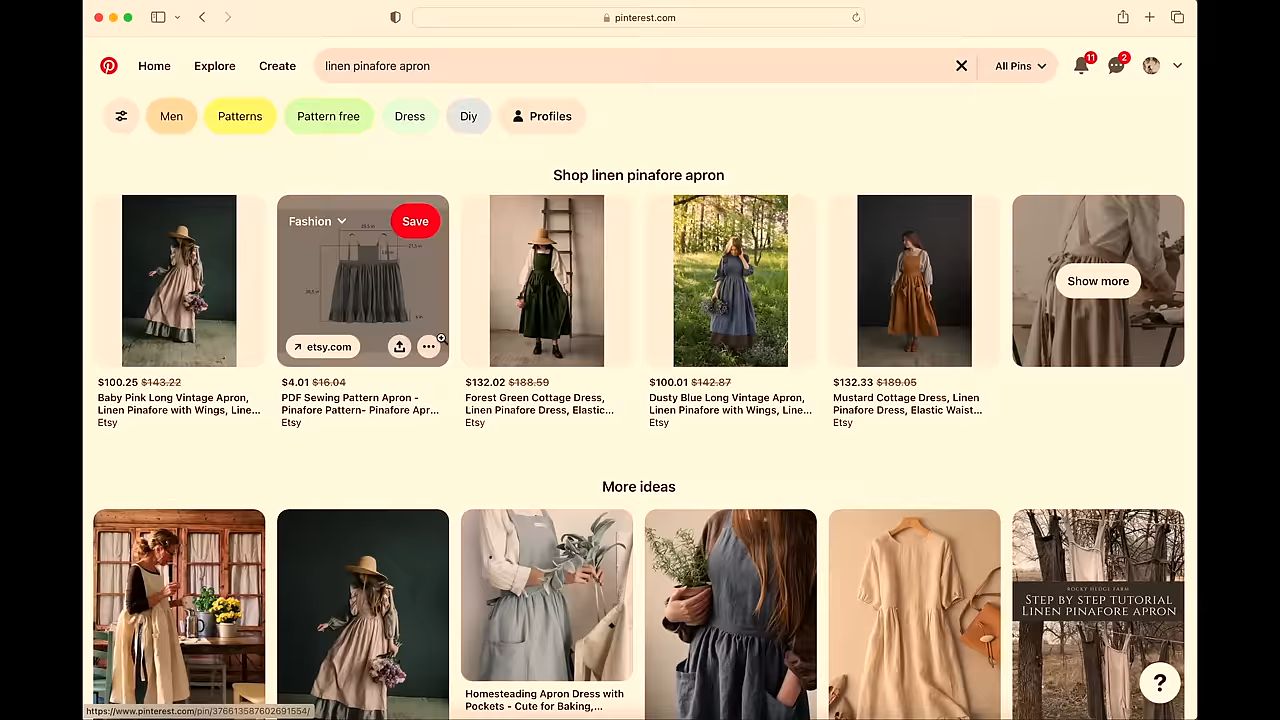 pinterest.com
Home
Explore
Create
linen pinafore apron
All Pins
11
2
Men
Patterns
Pattern free
Dress
Diy
Profiles
Shop linen pinafore apron
Fashion
Save
etsy.com
Show more
$100.25 $143.22
Baby Pink Long Vintage Apron,
Linen Pinafore with Wings, Line...
Etsy
$4.01 $16.04
PDF Sewing Pattern Apron -
Pinafore Pattern- Pinafore Apr...
Etsy
$132.02 $188.59
Forest Green Cottage Dress,
Linen Pinafore Dress, Elastic...
Etsy
$100.01 $142.87
Dusty Blue Long Vintage Apron,
Linen Pinafore with Wings, Line...
Etsy
$132.33 $189.05
Mustard Cottage Dress, Linen
Pinafore Dress, Elastic Waist...
Etsy
More ideas
Rocky Hedge Farm
Step by Step Tutorial
Linen Pinafore Apron
Homesteading Apron Dress with
Pockets - Cute for Baking,...
?
https://www.pinterest.com/pin/376613587602691554/